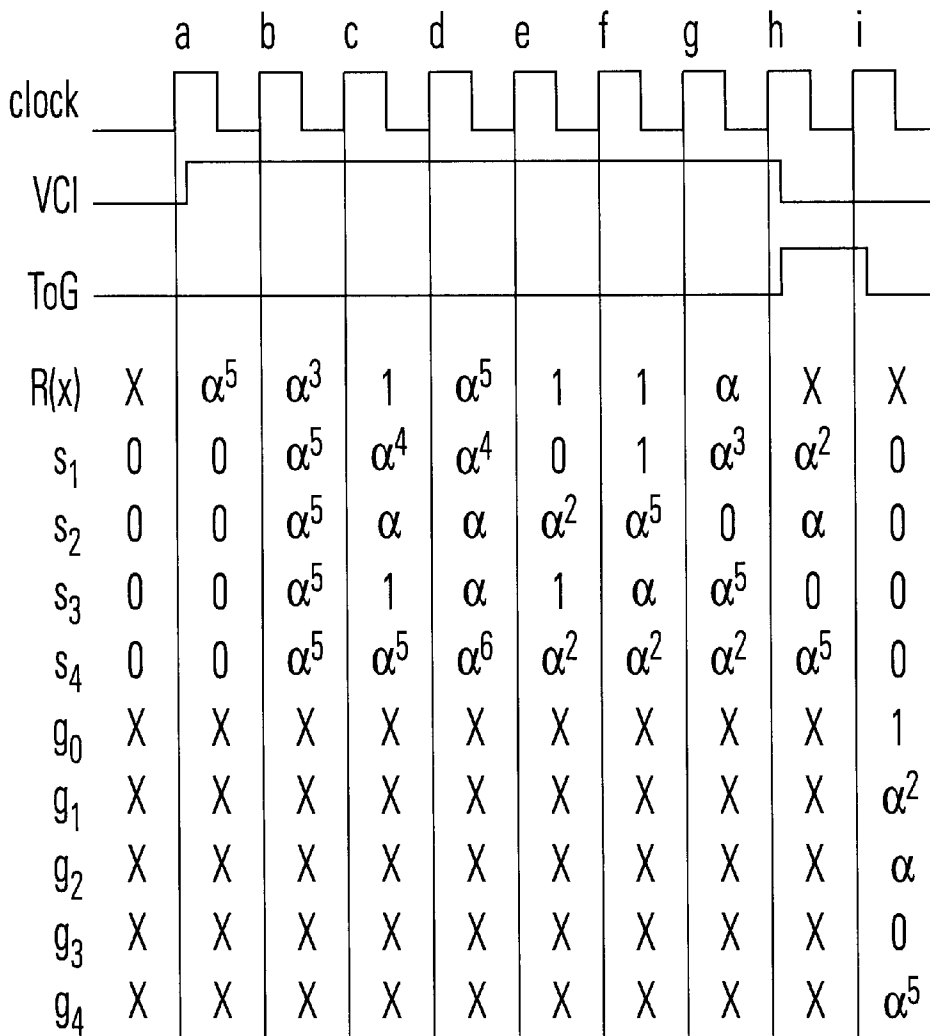 a b c d e f g h i
clock
VCI
ToG
R(x) X α⁵ α³ 1 α⁵ 1 1 α X X
s₁ 0 0 α⁵ α⁴ α⁴ 0 1 α³ α² 0
s₂ 0 0 α⁵ α α α² α⁵ 0 α 0
s₃ 0 0 α⁵ 1 α 1 α α⁵ 0 0
s₄ 0 0 α⁵ α⁵ α⁶ α² α² α² α⁵ 0
g₀ X X X X X X X X X 1
g₁ X X X X X X X X X α²
g₂ X X X X X X X X X α
g₃ X X X X X X X X X 0
g₄ X X X X X X X X X α⁵